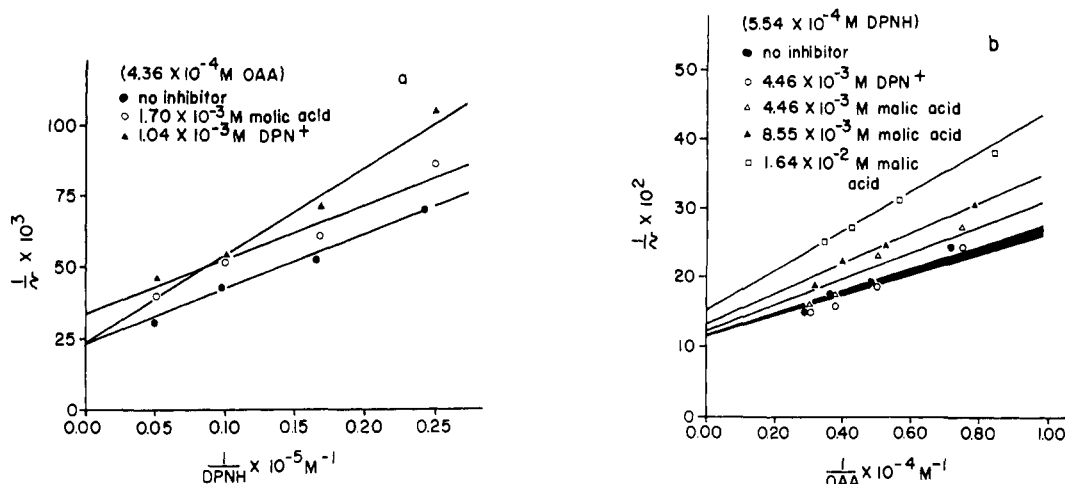 (4.36 X 10⁻⁴ M OAA)
a
● no inhibitor
○ 1.70 X 10⁻³ M malic acid
▲ 1.04 X 10⁻³ M DPN⁺
100
75
50
25
0
1/v X 10³
0.00 0.05 0.10 0.15 0.20 0.25
1/DPNH X 10⁻⁵ M⁻¹
(5.54 X 10⁻⁴ M DPNH)
b
● no inhibitor
○ 4.46 X 10⁻³ M DPN⁺
△ 4.46 X 10⁻³ M malic acid
▲ 8.55 X 10⁻³ M malic acid
□ 1.64 X 10⁻² M malic
acid
50
40
30
20
10
0
1/v X 10²
0.00 0.20 0.40 0.60 0.80 1.00
1/OAA X 10⁻⁴ M⁻¹